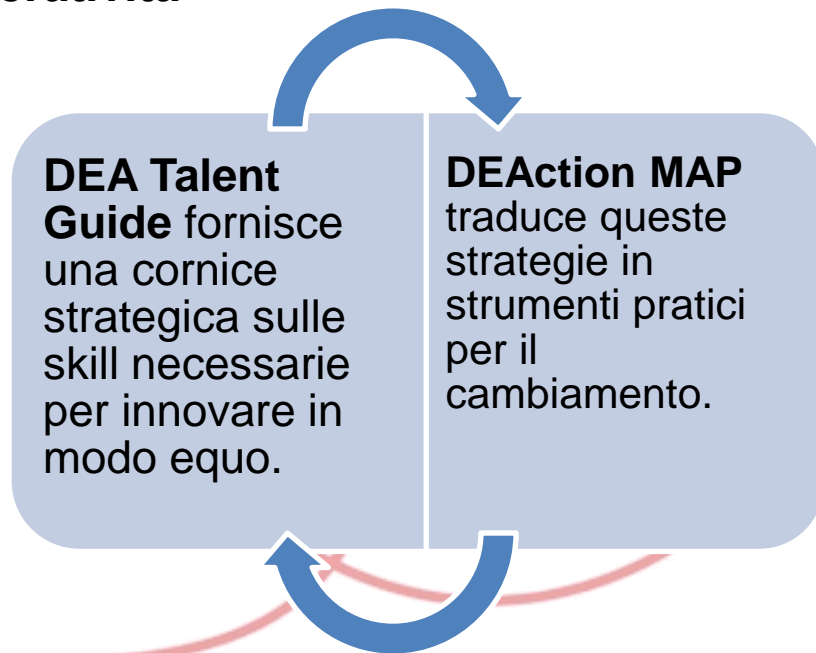 DEA Talent
Guide fornisce
una cornice
strategica sulle
skill necessarie
per innovare in
modo equo.
DEAction MAP
traduce queste
strategie in
strumenti pratici
per il
cambiamento.